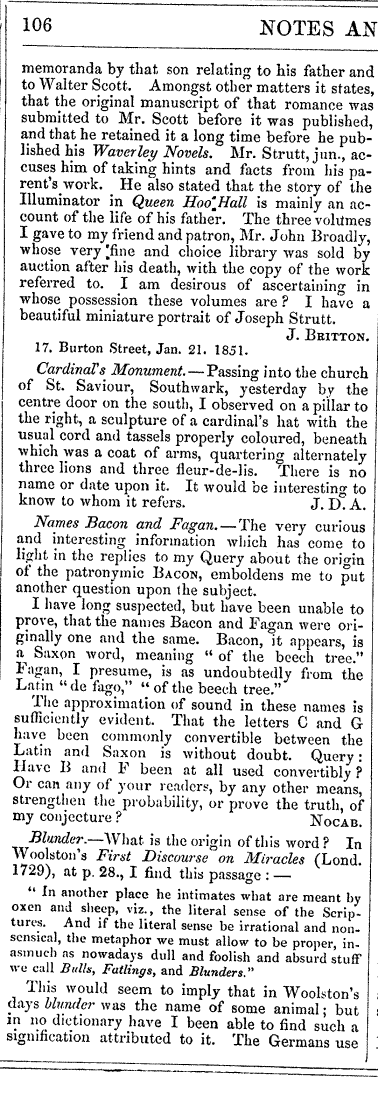 106 NOTES AN
memoranda by that son relating to his father and
to Walter Scott. Amongst other matters it states,
that the original manuscript of that romance was
submitted to Mr. Scott before it was published,
and that he retained it a long time before he pub-
lished his Waverley Novels. Mr. Strutt, jun., ac-
cuses him of taking hints and facts from his pa-
rent's work. He also stated that the story of the
Illuminator in Queen Hoo Hall is mainly an ac-
count of the life of his father. The three volumes
I gave to my friend and patron, Mr. John Broadly,
whose very fine and choice library was sold by
auction after his death, with the copy of the work
referred to. I am desirous of ascertaining in
whose possession these volumes are? I have a
beautiful miniature portrait of Joseph Strutt.
J. BRITTON.
17. Burton Street, Jan. 21. 1851.
Cardinal's Monument.—Passing into the church
of St. Saviour, Southwark, yesterday by the
centre door on the south, I observed on a pillar to
the right, a sculpture of a cardinal's hat with the
usual cord and tassels properly coloured, beneath
which was a coat of arms, quartering alternately
three lions and three fleur-de-lis. There is no
name or date upon it. It would be interesting to
know to whom it refers. J. D. A.
Names Bacon and Fagan.—The very curious
and interesting information which has come to
light in the replies to my Query about the origin
of the patronymic BACON, emboldens me to put
another question upon the subject.
I have long suspected, but have been unable to
prove, that the names Bacon and Fagan were ori-
ginally one and the same. Bacon, it appears, is
a Saxon word, meaning "of the beech tree."
Fagan, I presume, is as undoubtedly from the
Latin "de fago," "of the beech tree."
The approximation of sound in these names is
sufficiently evident. That the letters C and G
have been commonly convertible between the
Latin and Saxon is without doubt. Query:
Have B and F been at all used convertibly?
Or can any of your readers, by any other means,
strengthen the probability, or prove the truth, of
my conjecture? NOCAB.
Blunder.—What is the origin of this word? In
Woolston's First Discourse on Miracles (Lond.
1729), at p. 28., I find this passage:—
"In another place he intimates what are meant by
oxen and sheep, viz., the literal sense of the Scrip-
tures. And if the literal sense be irrational and non-
sensical, the metaphor we must allow to be proper, in-
asmuch as nowadays dull and foolish and absurd stuff
we call Bulls, Fatlings, and Blunders."
This would seem to imply that in Woolston's
days blunder was the name of some animal; but
in no dictionary have I been able to find such a
signification attributed to it. The Germans use